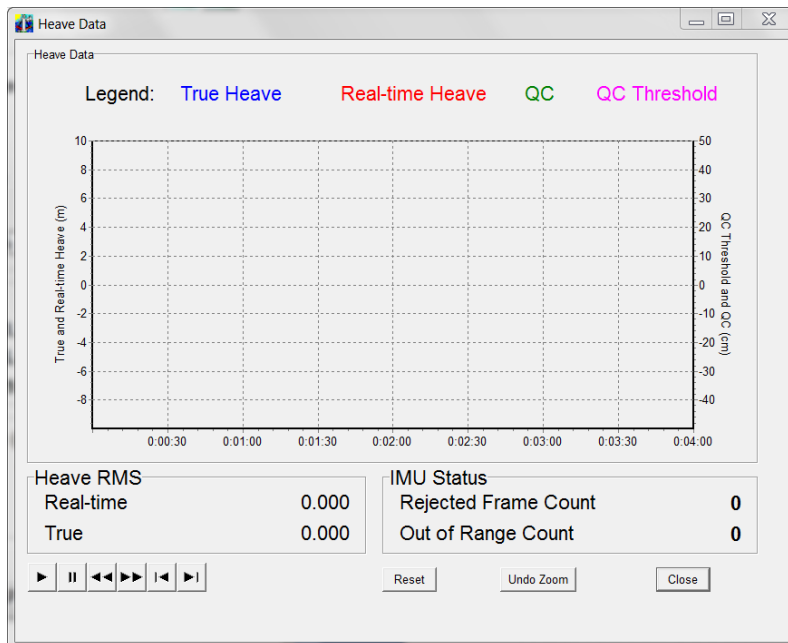 Heave Data
Heave Data
Legend: True Heave Real-time Heave QC QC Threshold
True and Real-time Heave (m)
10
8
6
4
2
0
-2
-4
-6
-8
50
40
30
20
10
0
-10
-20
-30
-40
QC Threshold and QC (cm)
0:00:30 0:01:00 0:01:30 0:02:00 0:02:30 0:03:00 0:03:30 0:04:00
Heave RMS
Real-time 0.000
True 0.000
IMU Status
Rejected Frame Count 0
Out of Range Count 0
Reset Undo Zoom Close